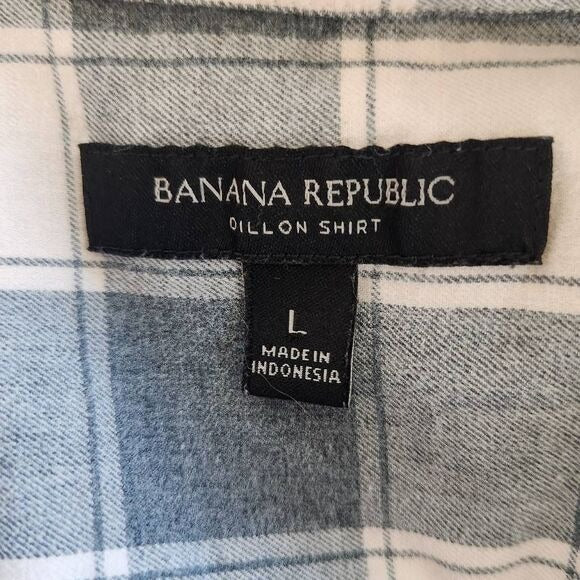 BANANA REPUBLIC
DILLON SHIRT
L
MADE IN
INDONESIA